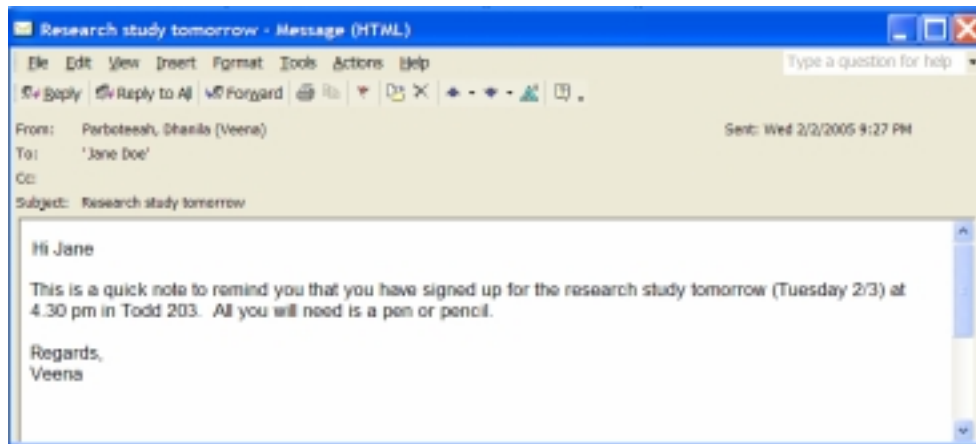 Research study tomorrow - Message (HTML)
File Edit View Insert Format Tools Actions Help Type a question for help
Reply Reply to All Forward
From: Parboteeah, Dhanila (Veena) Sent: Wed 2/2/2005 9:27 PM
To: 'Jane Doe'
Cc:
Subject: Research study tomorrow
Hi Jane
This is a quick note to remind you that you have signed up for the research study tomorrow (Tuesday 2/3) at
4.30 pm in Todd 203. All you will need is a pen or pencil.
Regards,
Veena